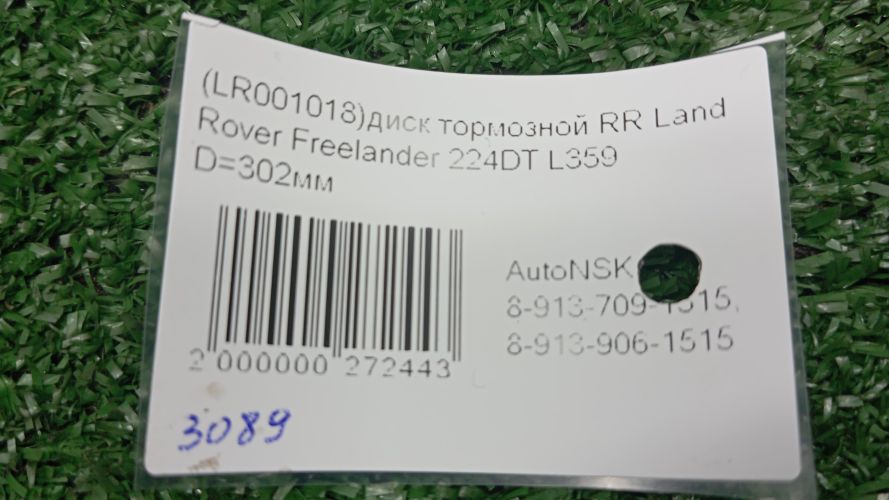 (LR001018)диск тормозной RR Land
Rover Freelander 224DT L359
D=302мм
AutoNSK
8-913-709-1515,
8-913-906-1515
2 000000 272443
3089